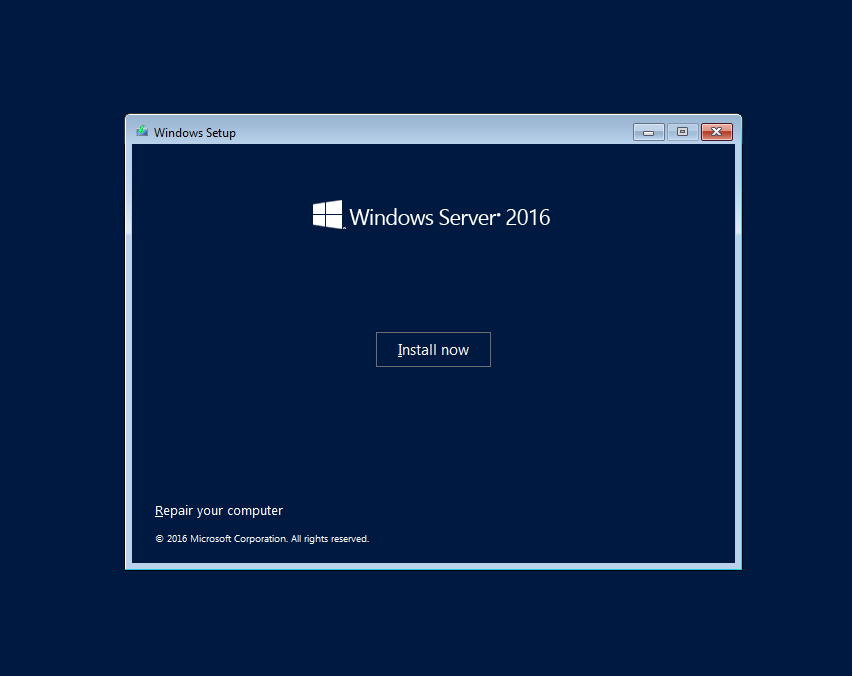 Windows Setup
Windows Server® 2016
Install now
Repair your computer
© 2016 Microsoft Corporation. All rights reserved.